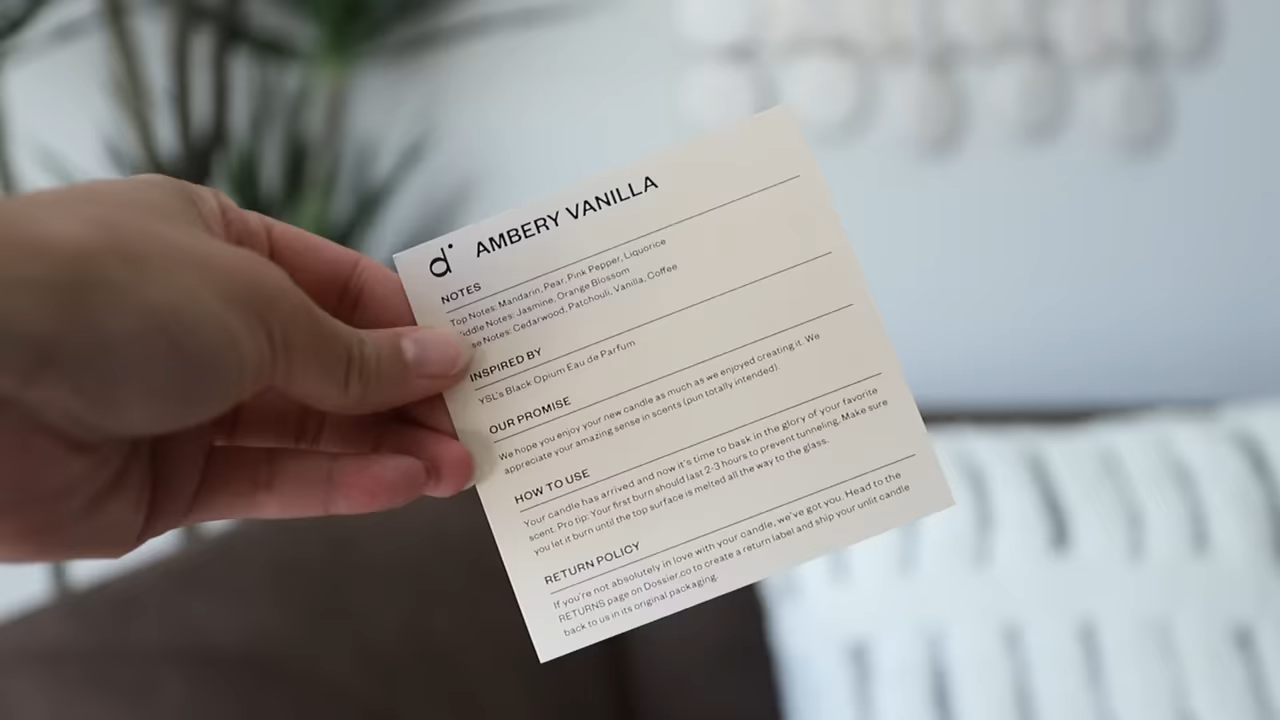 d' AMBERY VANILLA
NOTES
Top Notes: Mandarin, Pear, Pink Pepper, Liquorice
iddle Notes: Jasmine, Orange Blossom
se Notes: Cedarwood, Patchouli, Vanilla, Coffee
INSPIRED BY
YSL's Black Opium Eau de Parfum
OUR PROMISE
We hope you enjoy your new candle as much as we enjoyed creating it. We
appreciate your amazing sense in scents (pun totally intended).
HOW TO USE
Your candle has arrived and now it's time to bask in the glory of your favorite
scent. Pro tip: Your first burn should last 2-3 hours to prevent tunneling. Make sure
you let it burn until the top surface is melted all the way to the glass.
RETURN POLICY
If you're not absolutely in love with your candle, we've got you. Head to the
RETURNS page on Dossier.co to create a return label and ship your unlit candle
back to us in its original packaging.